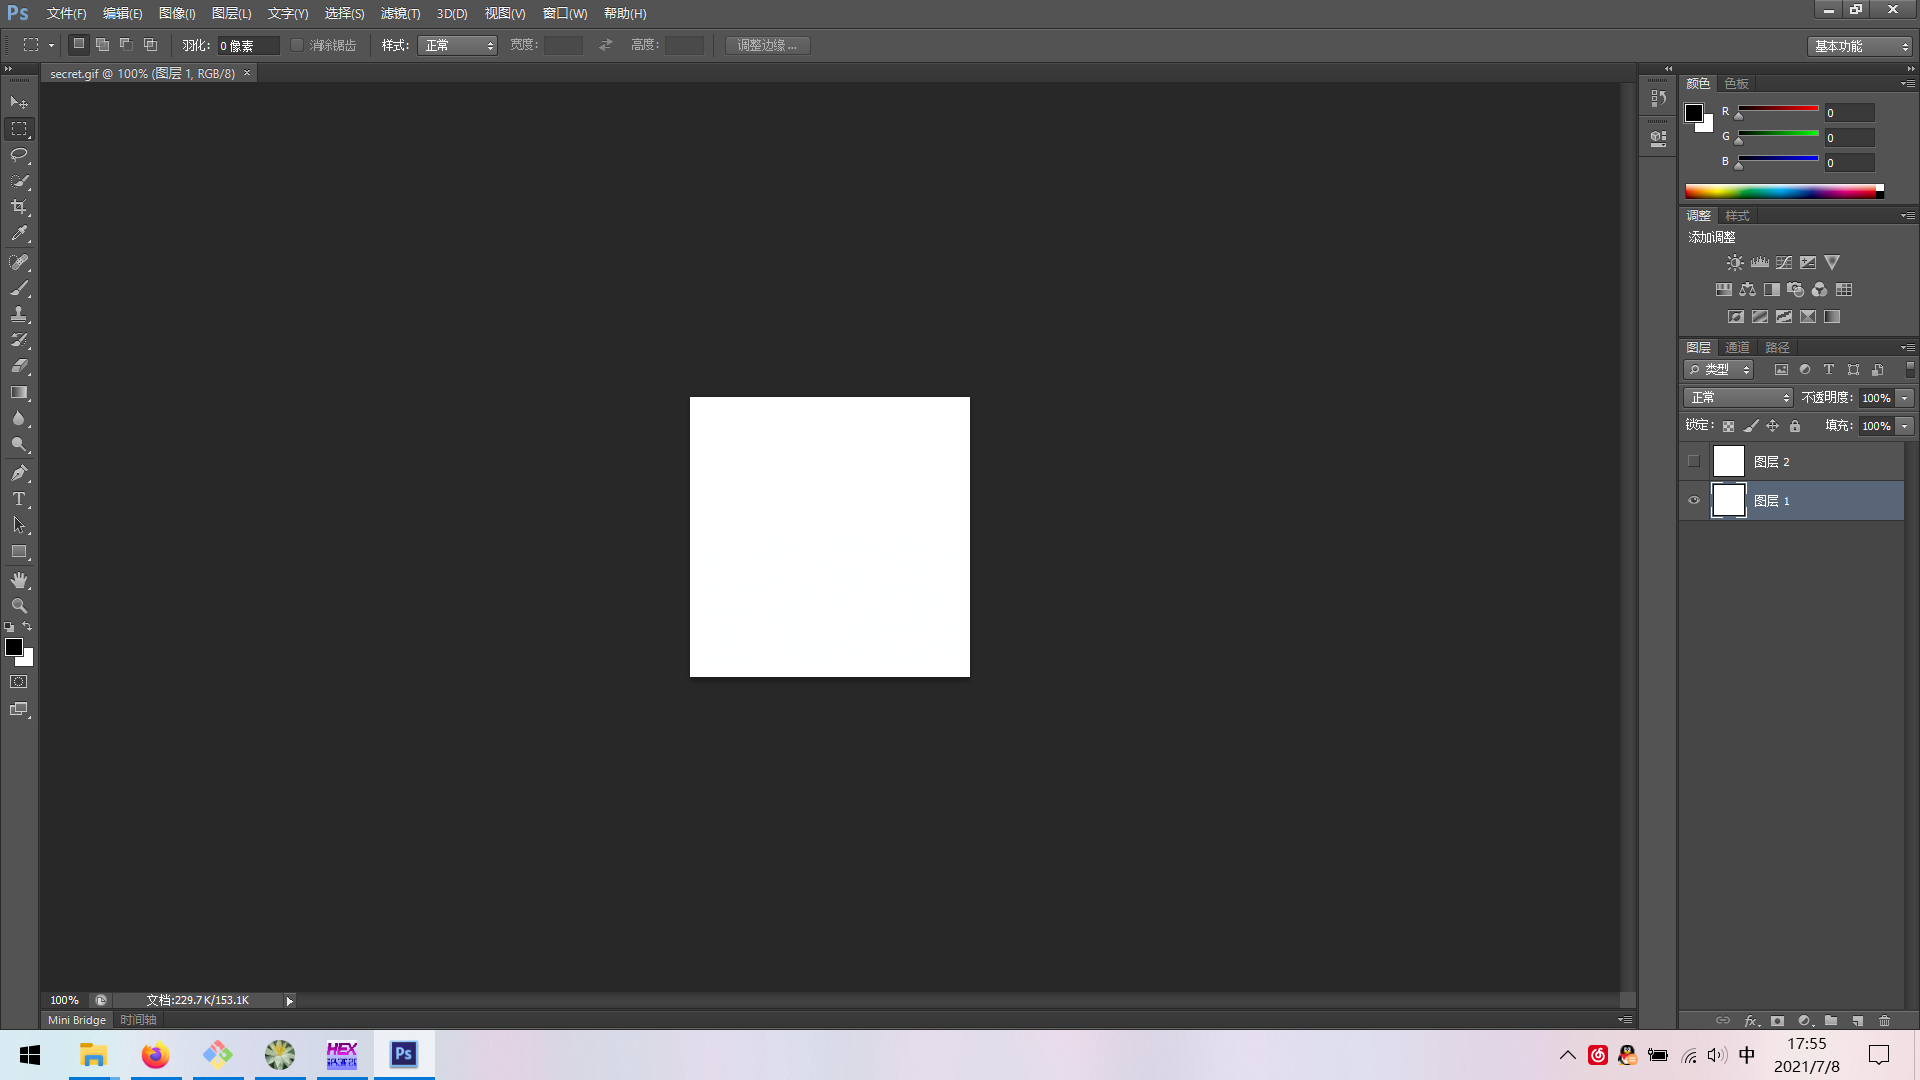 Ps 文件(F) 编辑(E) 图像(I) 图层(L) 文字(Y) 选择(S) 滤镜(T) 3D(D) 视图(V) 窗口(W) 帮助(H)
羽化: 0 像素 消除锯齿 样式: 正常 宽度: 高度: 调整边缘... 基本功能
secret.gif @ 100% (图层 1, RGB/8) ×
颜色 色板
R 0
G 0
B 0
调整 样式
添加调整
图层 通道 路径
类型
正常 不透明度: 100%
锁定: 填充: 100%
图层 2
图层 1
100% 文档:229.7K/153.1K
Mini Bridge 时间轴
HEX
Ps
中
17:55
2021/7/8